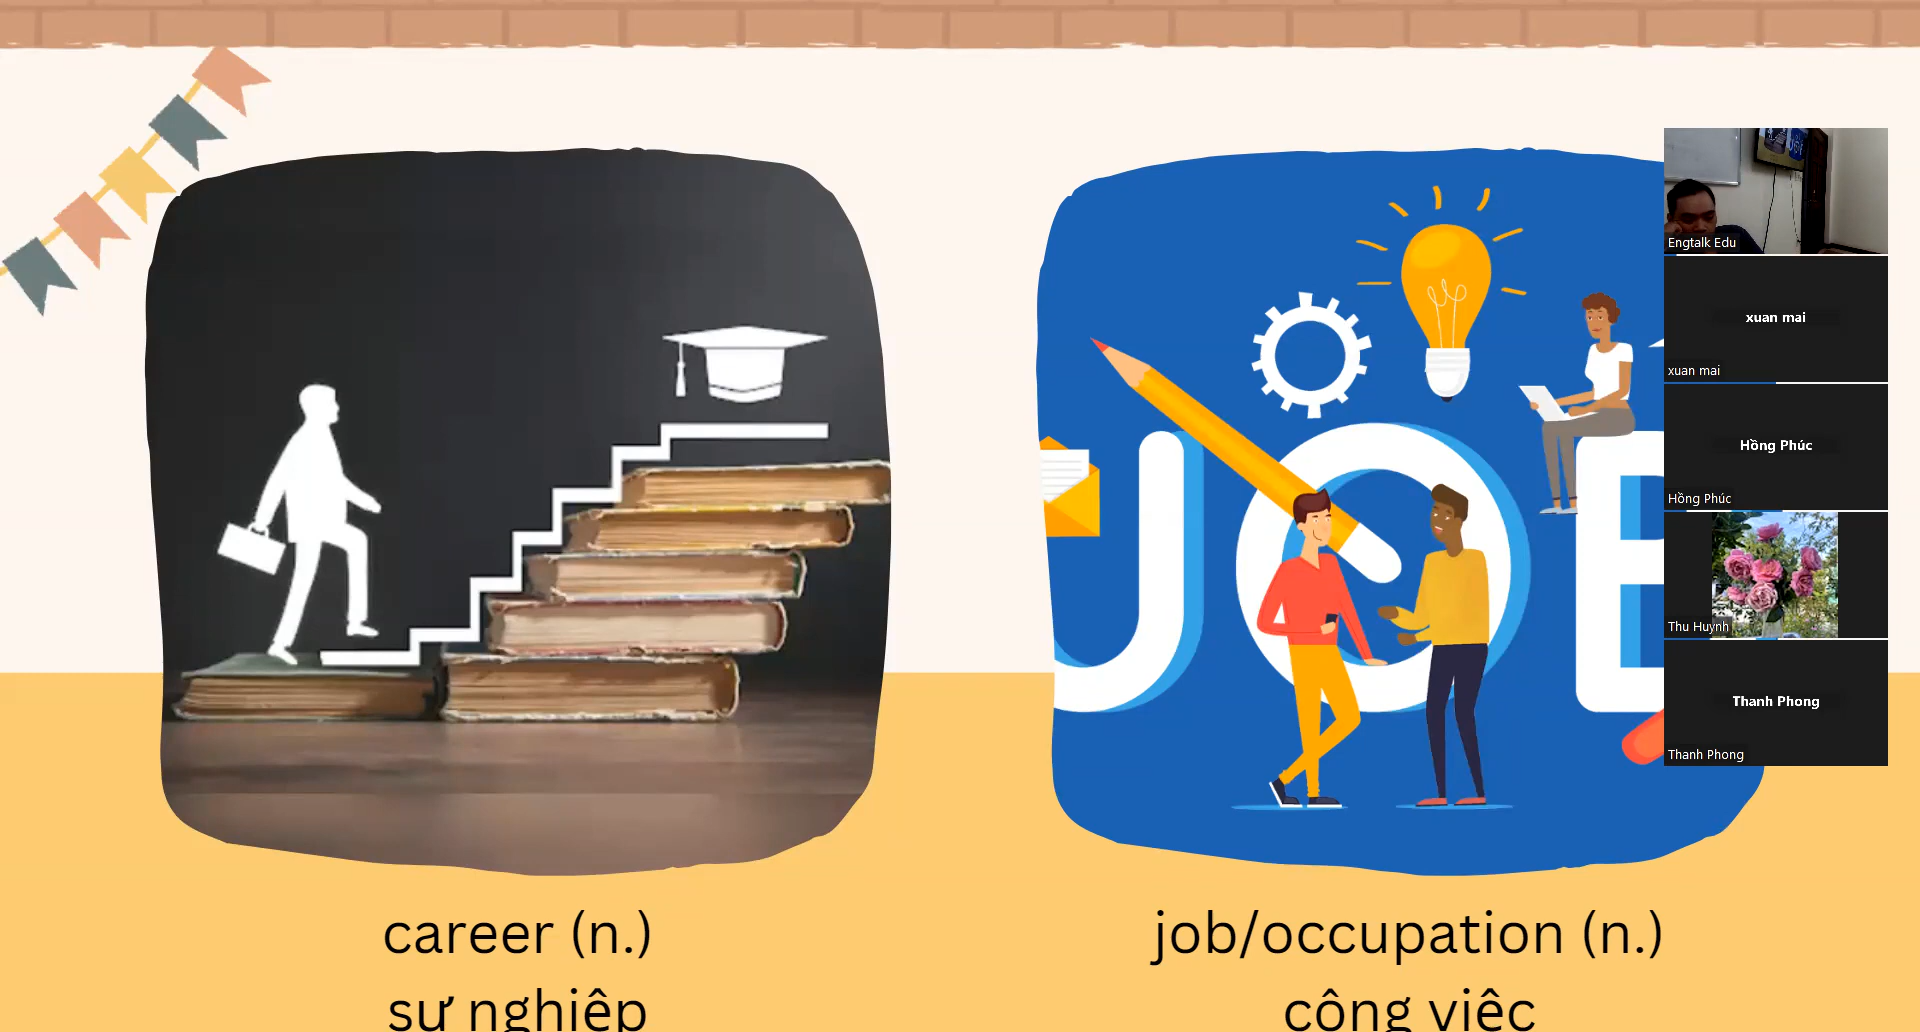 JOB
career (n.)
sự nghiệp
job/occupation (n.)
công việc
Engtalk Edu
xuan mai
xuan mai
Hồng Phúc
Hồng Phúc
Thu Huynh
Thanh Phong
Thanh Phong